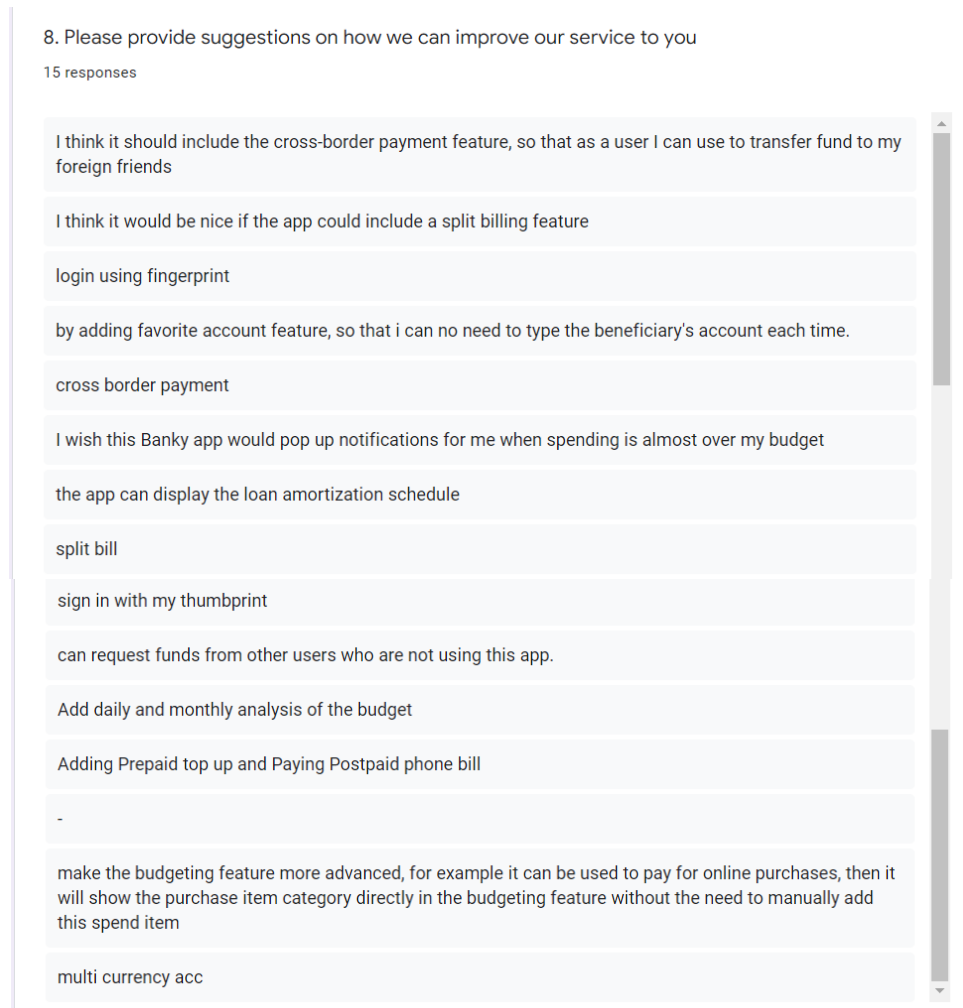 8. Please provide suggestions on how we can improve our service to you
15 responses
I think it should include the cross-border payment feature, so that as a user I can use to transfer fund to my
foreign friends
I think it would be nice if the app could include a split billing feature
login using fingerprint
by adding favorite account feature, so that i can no need to type the beneficiary's account each time.
cross border payment
I wish this Banky app would pop up notifications for me when spending is almost over my budget
the app can display the loan amortization schedule
split bill
sign in with my thumbprint
can request funds from other users who are not using this app.
Add daily and monthly analysis of the budget
Adding Prepaid top up and Paying Postpaid phone bill
-
make the budgeting feature more advanced, for example it can be used to pay for online purchases, then it
will show the purchase item category directly in the budgeting feature without the need to manually add
this spend item
multi currency acc